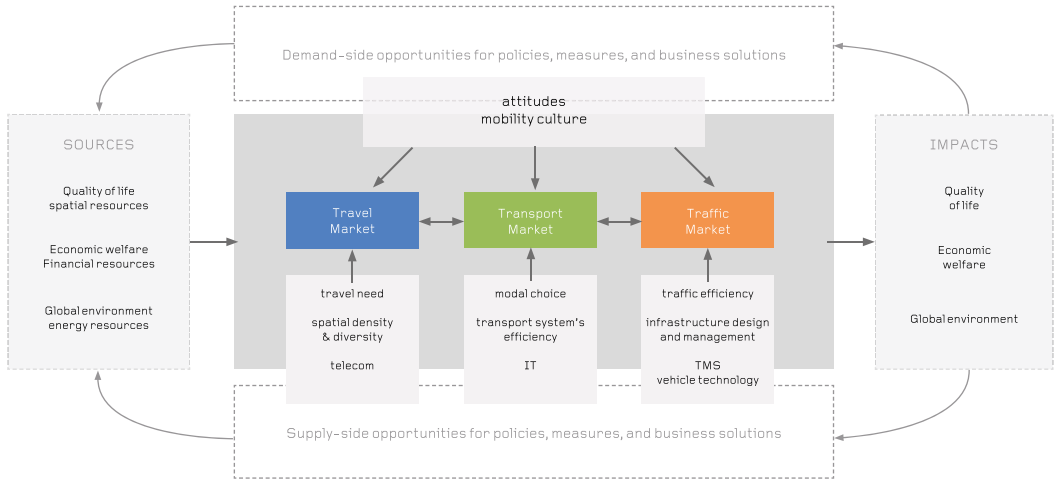 Demand-side opportunities for policies, measures, and business solutions
attitudes
mobility culture
SOURCES
Quality of life
spatial resources
Economic welfare
Financial resources
Global environment
energy resources
Travel
Market
Transport
Market
Traffic
Market
travel need
spatial density
& diversity
telecom
modal choice
transport system's
efficiency
IT
traffic efficiency
infrastructure design
and management
TMS
vehicle technology
IMPACTS
Quality
of life
Economic
welfare
Global environment
Supply-side opportunities for policies, measures, and business solutions